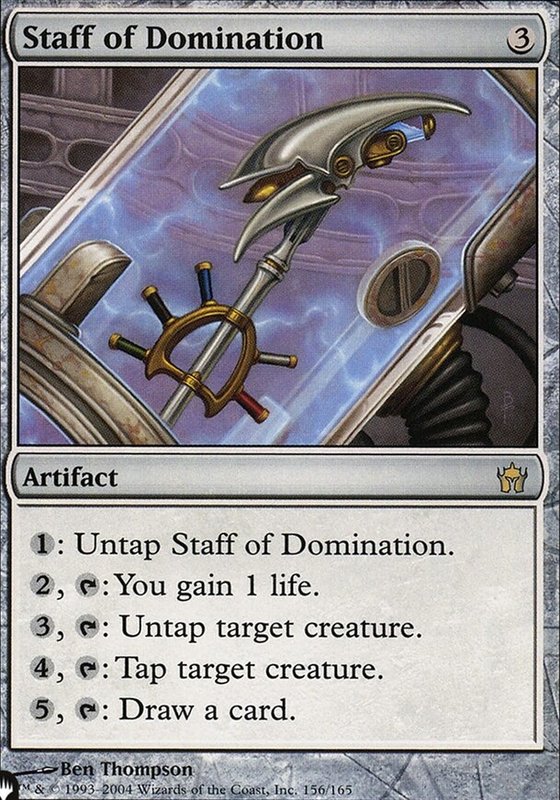 Staff of Domination 3
Artifact
1: Untap Staff of Domination.
2, : You gain 1 life.
3, : Untap target creature.
4, : Tap target creature.
5, : Draw a card.
Ben Thompson
™ & © 1993-2004 Wizards of the Coast, Inc. 156/165